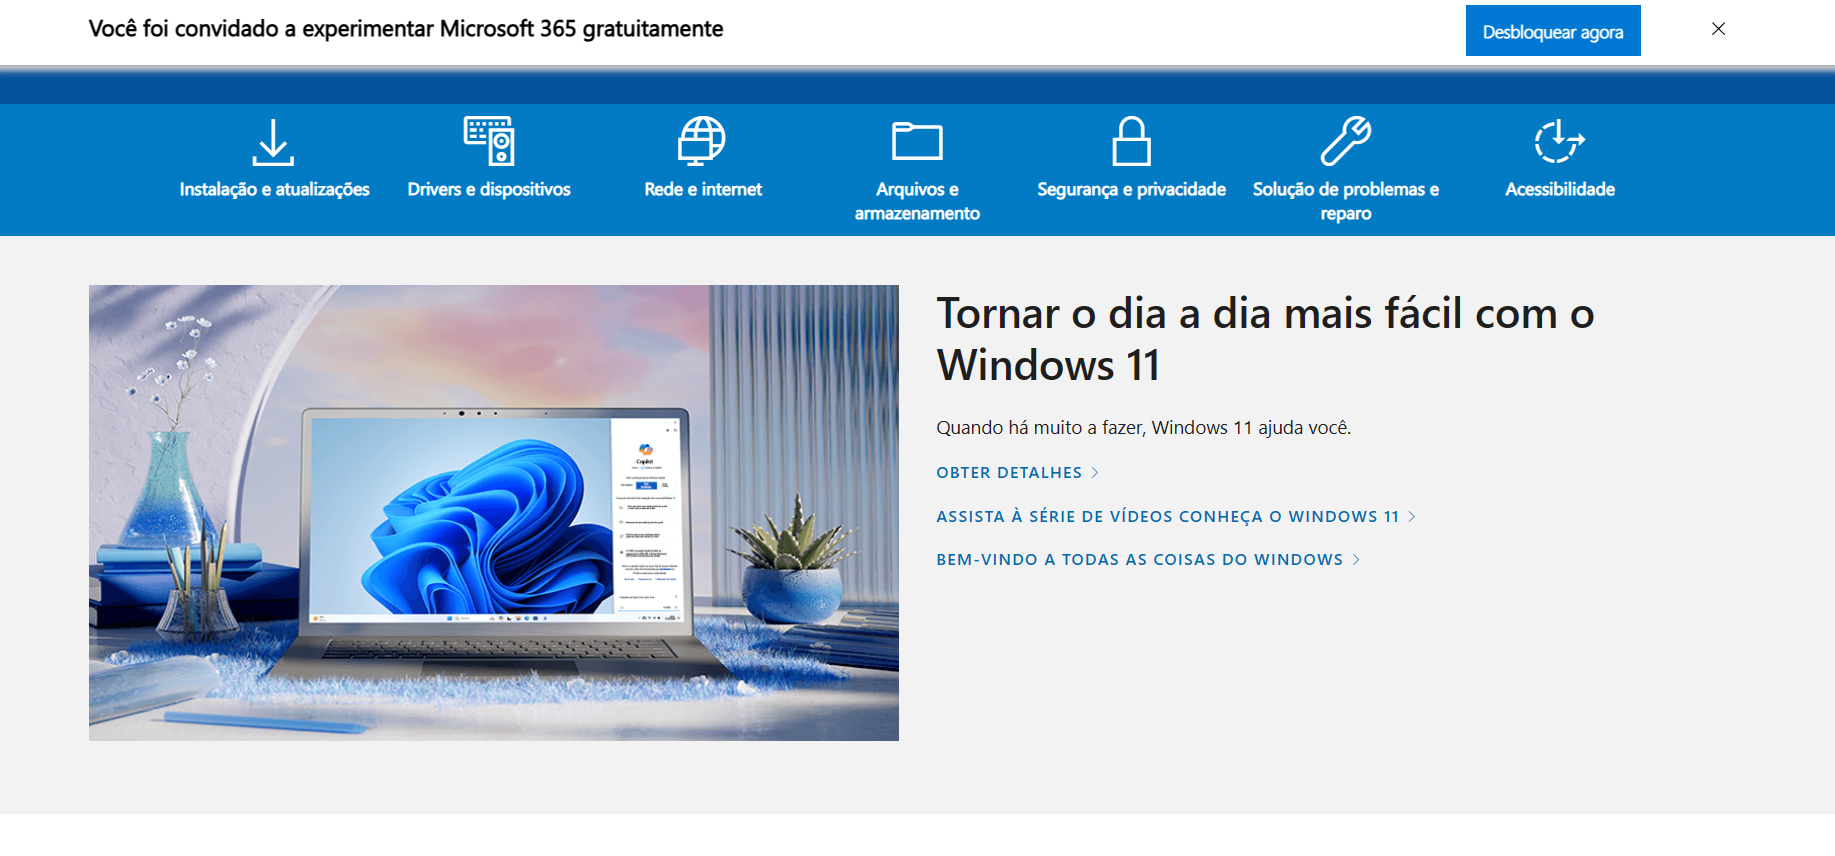 Você foi convidado a experimentar Microsoft 365 gratuitamente
Desbloquear agora
Instalação e atualizações
Drivers e dispositivos
Rede e internet
Arquivos e
armazenamento
Segurança e privacidade
Solução de problemas e
reparo
Acessibilidade
Tornar o dia a dia mais fácil com o
Windows 11
Quando há muito a fazer, Windows 11 ajuda você.
OBTER DETALHES
ASSISTA À SÉRIE DE VÍDEOS CONHEÇA O WINDOWS 11
BEM-VINDO A TODAS AS COISAS DO WINDOWS
Copilot